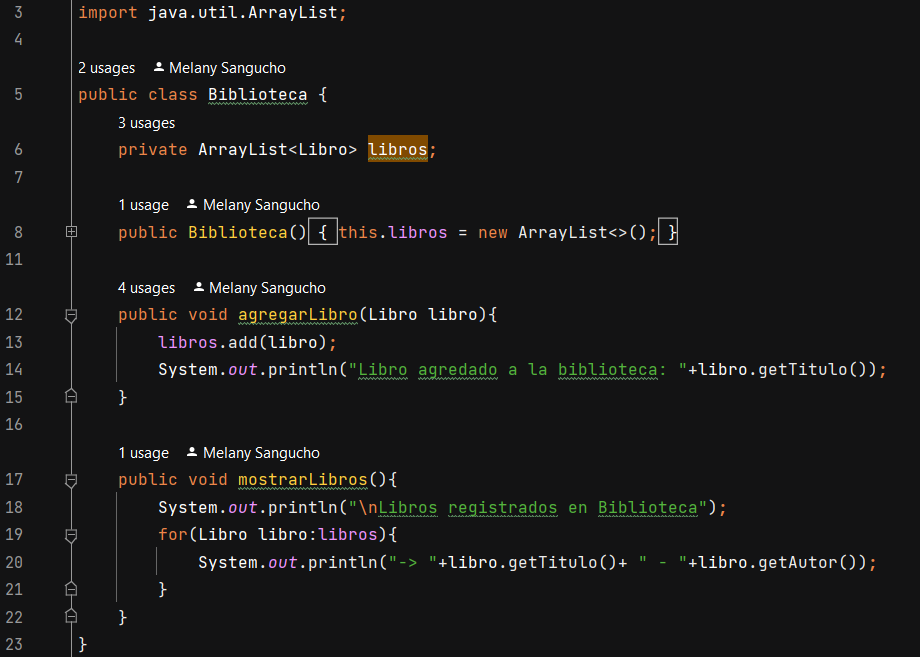 3 import java.util.ArrayList;
4
2 usages Melany Sangucho
5 public class Biblioteca {
3 usages
6 private ArrayList<Libro> libros;
7
1 usage Melany Sangucho
8 public Biblioteca() { this.libros = new ArrayList<>(); }
11
4 usages Melany Sangucho
12 public void agregarLibro(Libro libro){
13 libros.add(libro);
14 System.out.println("Libro agredado a la biblioteca: "+libro.getTitulo());
15 }
16
1 usage Melany Sangucho
17 public void mostrarLibros(){
18 System.out.println("\nLibros registrados en Biblioteca");
19 for(Libro libro:libros){
20 System.out.println("-> "+libro.getTitulo()+ " - "+libro.getAutor());
21 }
22 }
23 }